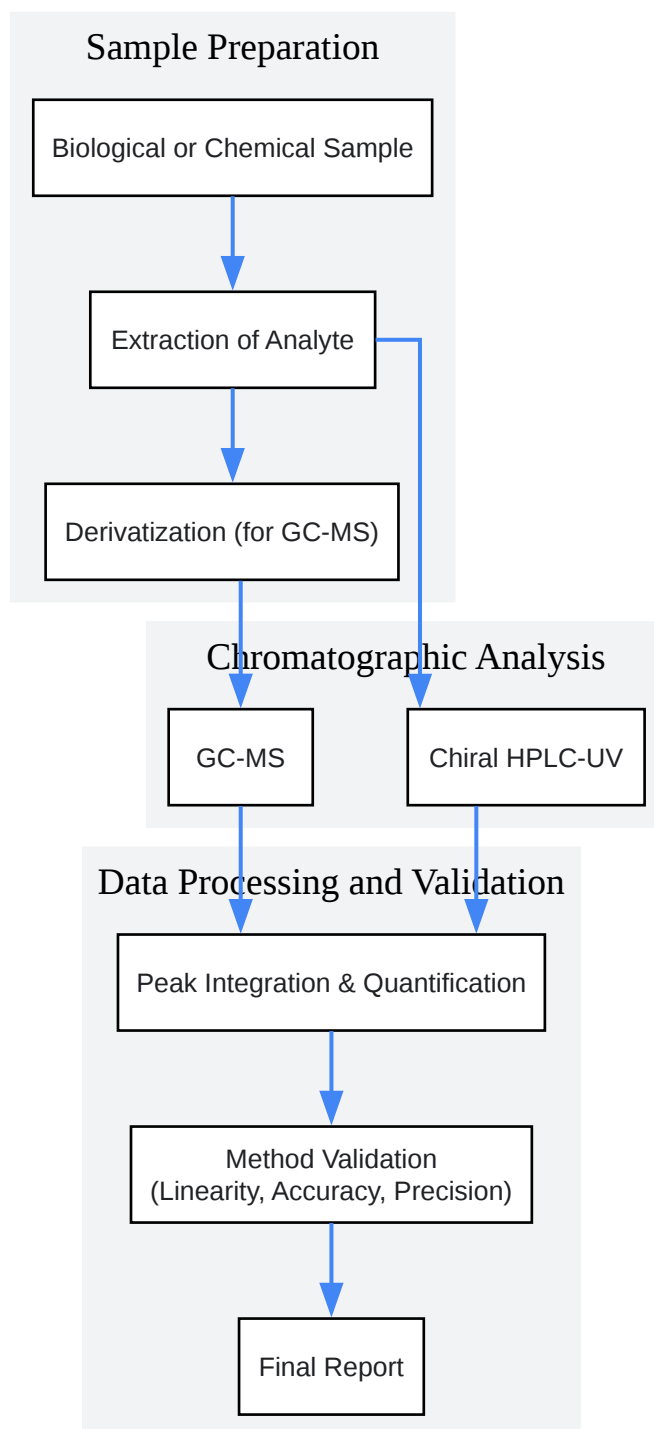 Sample Preparation
Biological or Chemical Sample
Extraction of Analyte
Derivatization (for GC-MS)
Chromatographic Analysis
GC-MS
Chiral HPLC-UV
Data Processing and Validation
Peak Integration & Quantification
Method Validation
(Linearity, Accuracy, Precision)
Final Report